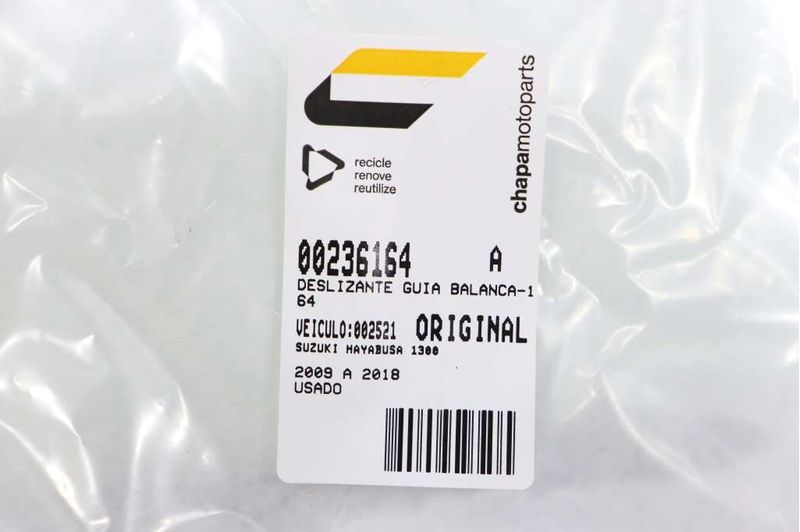 chapamotoparts
recicle
renove
reutilize
00236164 A
DESLIZANTE GUIA BALANCA-1
64
VEICULO:002521 ORIGINAL
SUZUKI HAYABUSA 1300
2009 A 2018
USADO